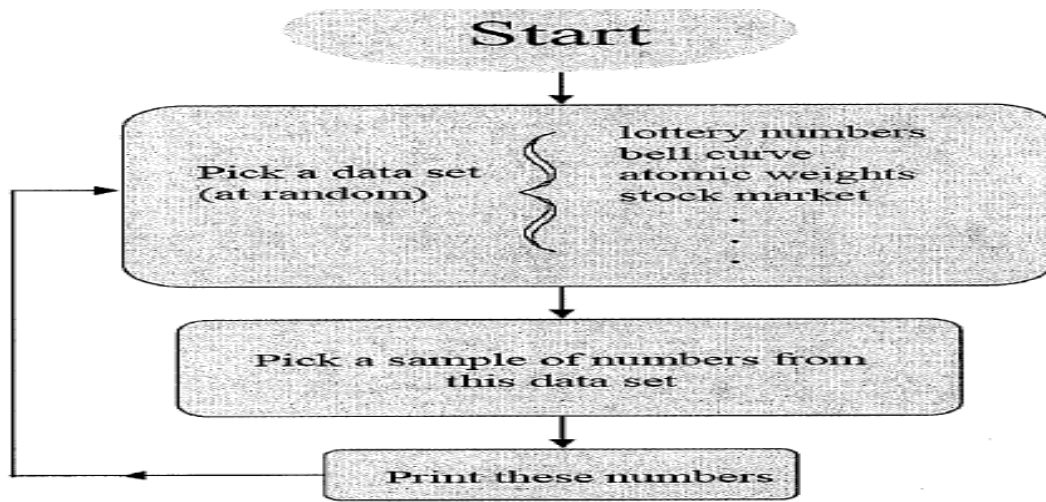 Start
Pick a data set
(at random)
lottery numbers
bell curve
atomic weights
stock market
.
.
.
Pick a sample of numbers from
this data set
Print these numbers